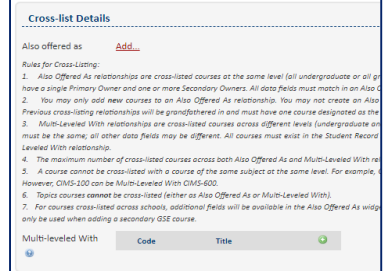 Cross-list Details
Also offered as Add...
Rules for Cross-Listing:
1. Also Offered As relationships are cross-listed courses at the same level (all undergraduate or all gr
have a single Primary Owner and one or more Secondary Owners. All data fields must match in an Also O
2. You may only add new courses to an Also Offered As relationship. You may not create an Also
Previous cross-listing relationships will be grandfathered in and must have one course designated as the
3. Multi-Leveled With relationships are cross-listed courses across different levels (undergraduate an
must be the same; all other data fields may be different. All courses must exist in the Student Record
Leveled With relationship.
4. The maximum number of cross-listed courses across both Also Offered As and Multi-Leveled With rel
5. A course cannot be cross-listed with a course of the same subject at the same level. For example,
However, CIMS-100 can be Multi-Leveled With CIMS-600.
6. Topics courses cannot be cross-listed (either as Also Offered As or Multi-Leveled With).
7. For courses cross-listed across schools, additional fields will be available in the Also Offered As widge
only be used when adding a secondary GSE course.
Multi-leveled With Code Title